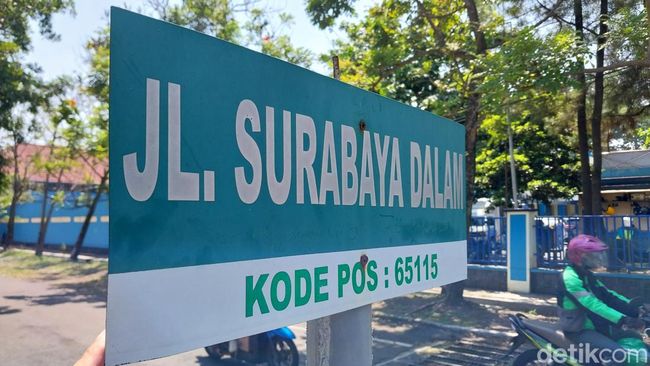 JL. SURABAYA DALAM
KODE POS : 65115
detikcom